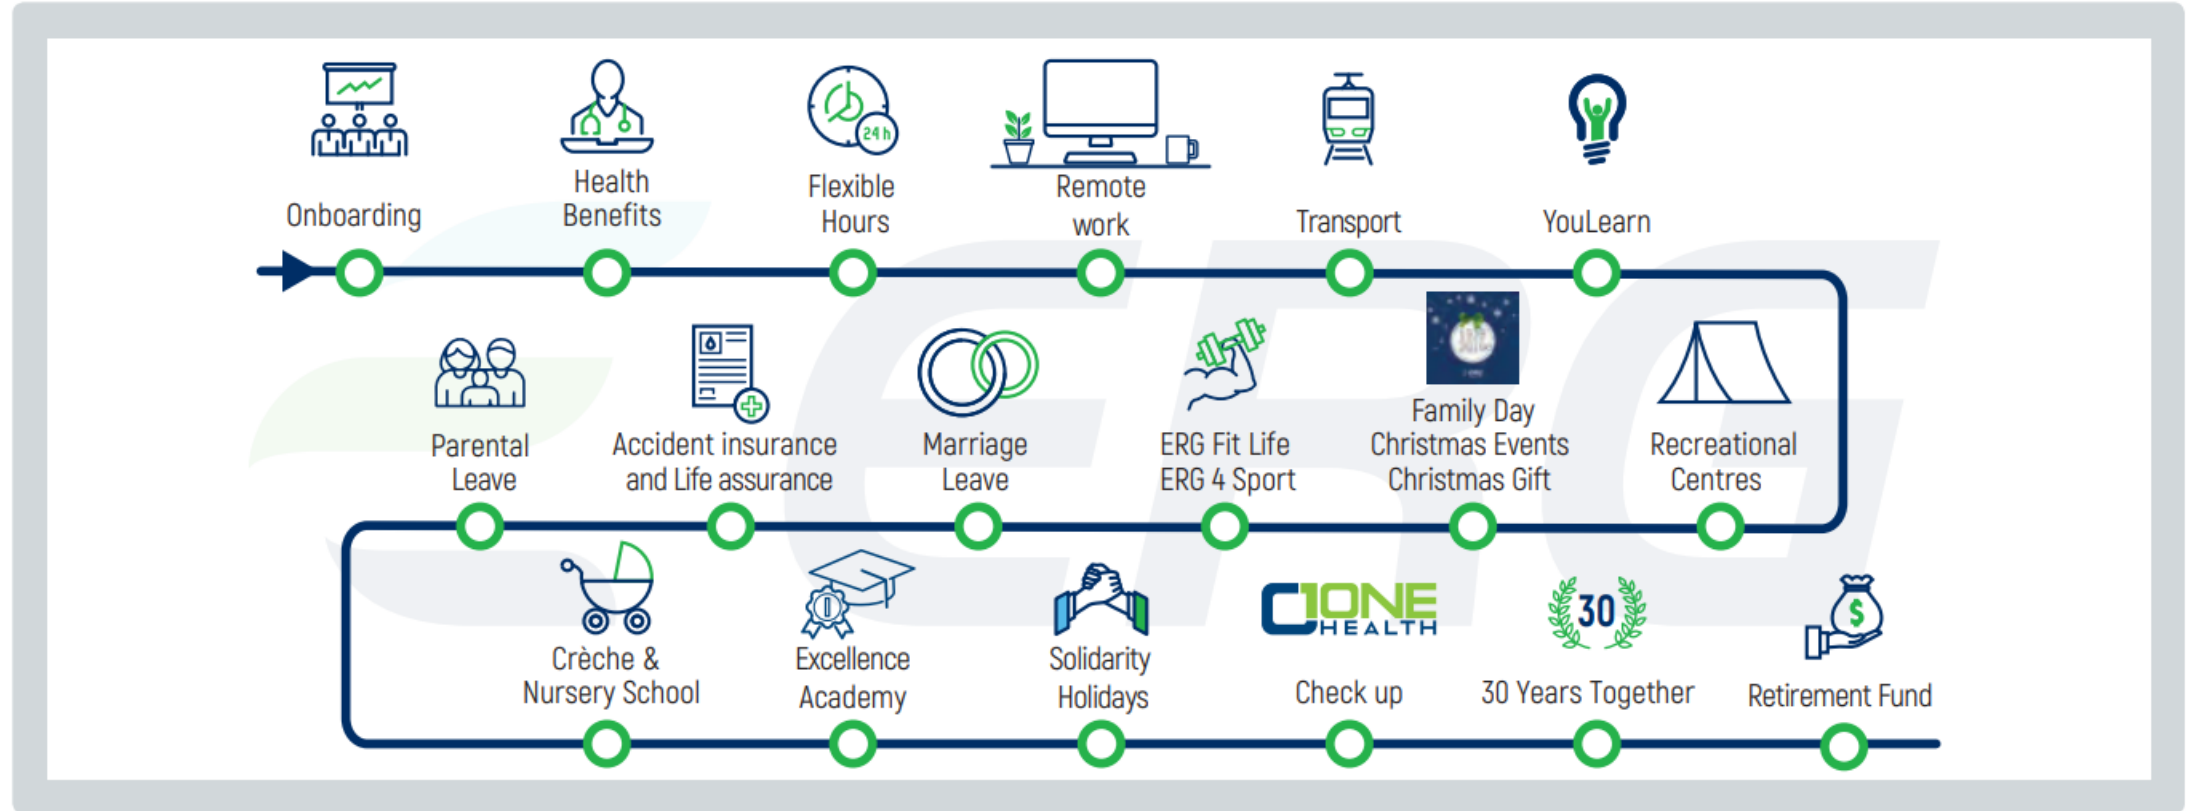 24 h
Onboarding
Health
Benefits
Flexible
Hours
Remote
work
Transport
YouLearn
Parental
Leave
Accident insurance
and Life assurance
Marriage
Leave
ERG Fit Life
ERG 4 Sport
Family Day
Christmas Events
Christmas Gift
Recreational
Centres
Crèche &
Nursery School
Excellence
Academy
Solidarity
Holidays
ONE
HEALTH
Check up
30
30 Years Together
$
Retirement Fund
ERG